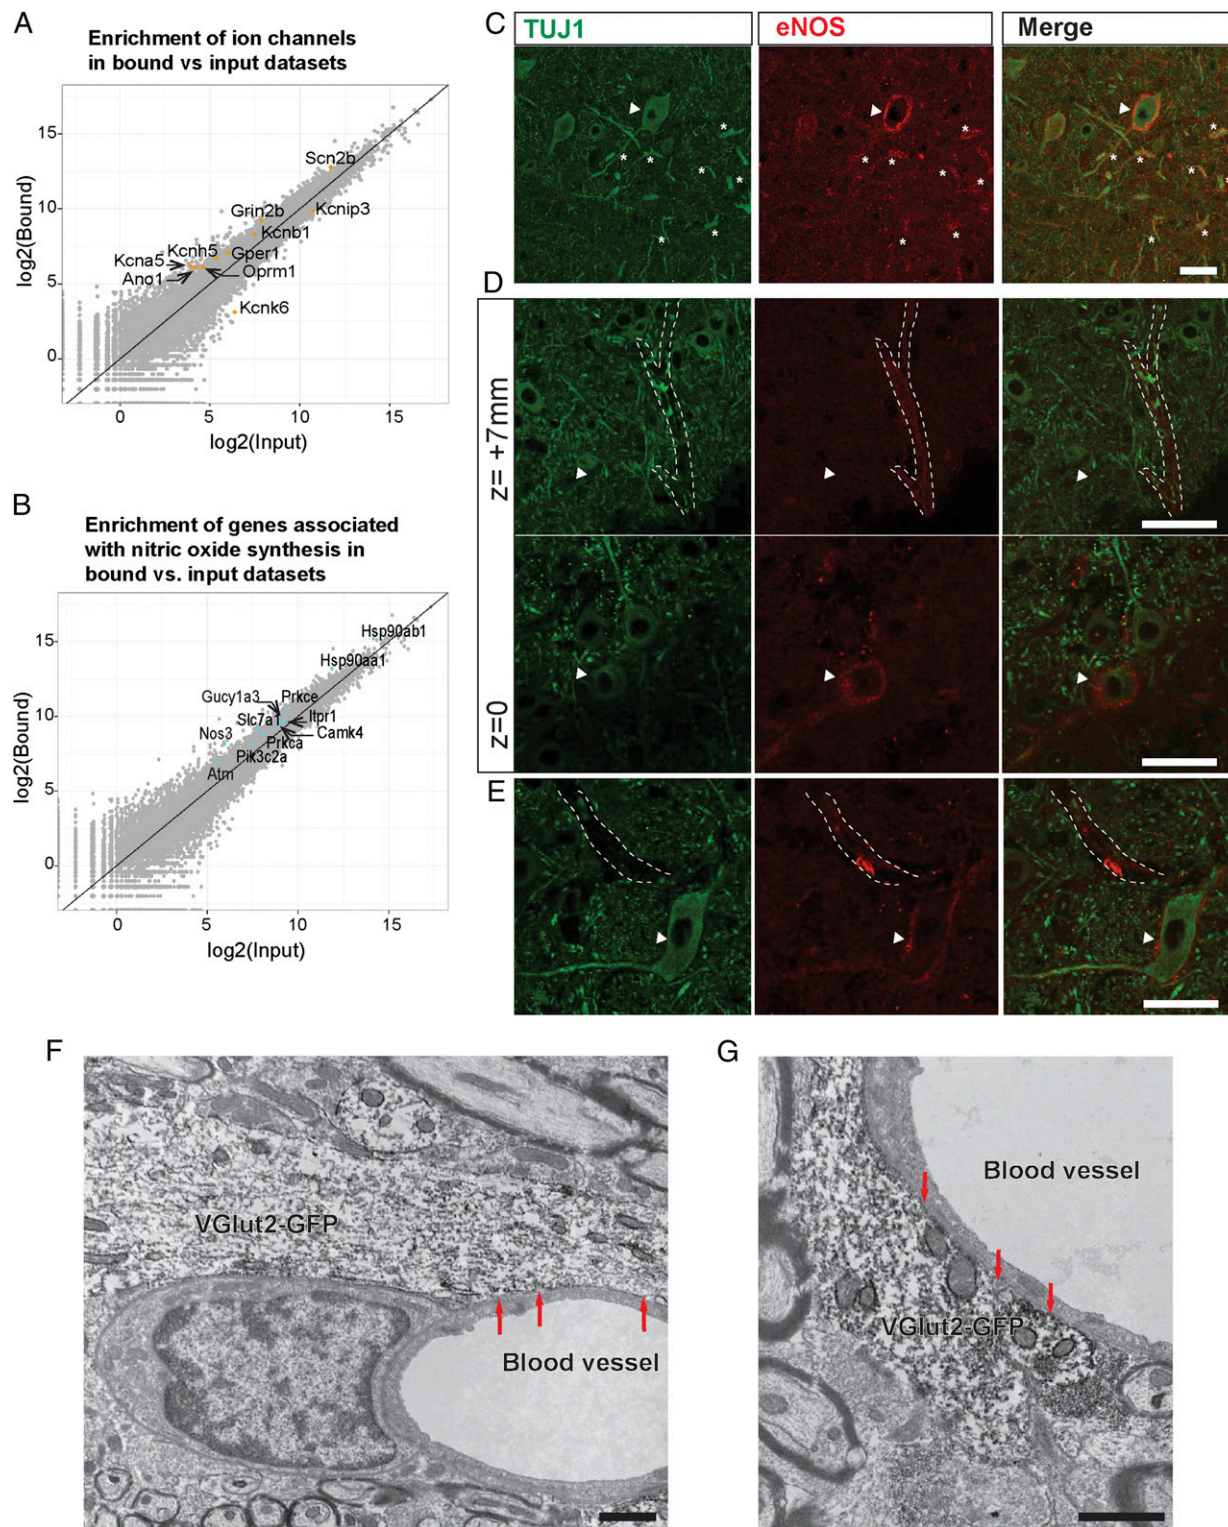 A
Enrichment of ion channels
in bound vs input datasets
log2(Bound)
15
10
5
0
Scn2b
Grin2b
Kcnip3
Kcnb1
Kcnh5
Gper1
Kcna5
Ano1
Oprm1
Kcnk6
0
5
10
15
log2(Input)
B
Enrichment of genes associated
with nitric oxide synthesis in
bound vs. input datasets
log2(Bound)
15
10
5
0
Hsp90ab1
Hsp90aa1
Gucy1a3
Prkce
Slc7a1
Itpr1
Nos3
Camk4
Prkca
Pik3c2a
Atm
0
5
10
15
log2(Input)
C
TUJ1
eNOS
Merge
* * * * * * * *
* * * * * * * *
* * * * * * * *
D
z= +7mm
z=0
E
F
VGlut2-GFP
Blood vessel
G
Blood vessel
VGlut2-GFP